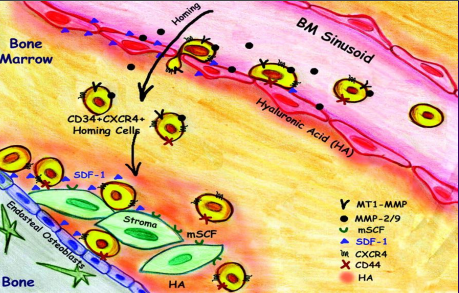 Homing
BM Sinusoid
Bone
Marrow
Hyaluronic Acid (HA)
CD34+CXCR4+
Homing Cells
SDF-1
Stroma
mSCF
Endosteal Osteoblasts
HA
Bone
MT1-MMP
MMP-2/9
mSCF
SDF-1
CXCR4
CD44
HA